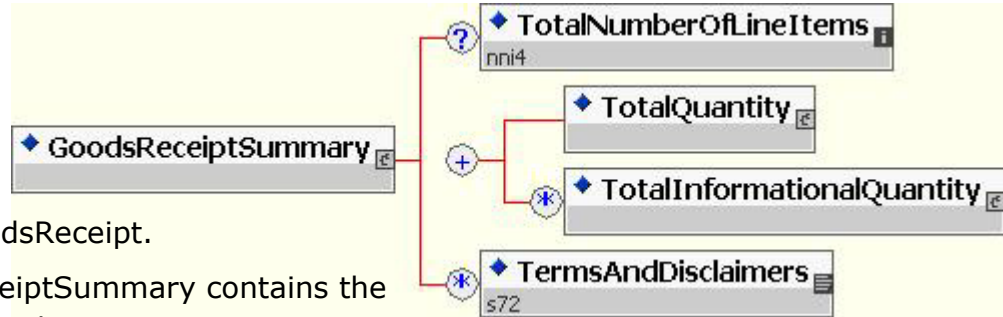 TotalNumberOfLineItems
nni4
TotalQuantity
GoodsReceiptSummary
TotalInformationalQuantity
dsReceipt.
TermsAndDisclaimers
eiptSummary contains the
s72